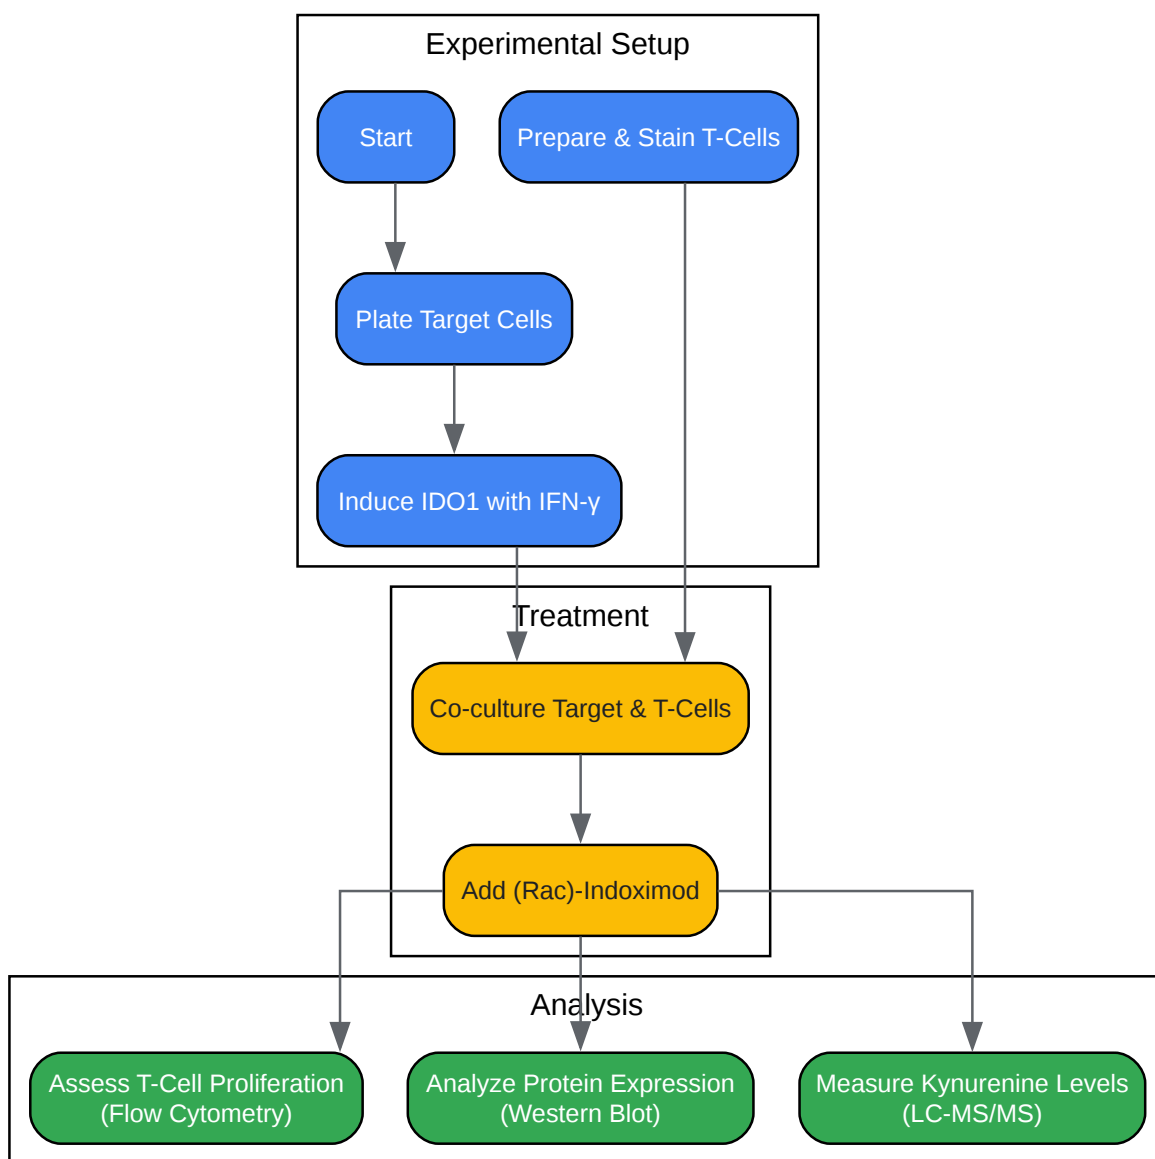 Experimental Setup
Start
Prepare & Stain T-Cells
Plate Target Cells
Induce IDO1 with IFN-γ
Treatment
Co-culture Target & T-Cells
Add (Rac)-Indoximod
Analysis
Assess T-Cell Proliferation
(Flow Cytometry)
Analyze Protein Expression
(Western Blot)
Measure Kynurenine Levels
(LC-MS/MS)